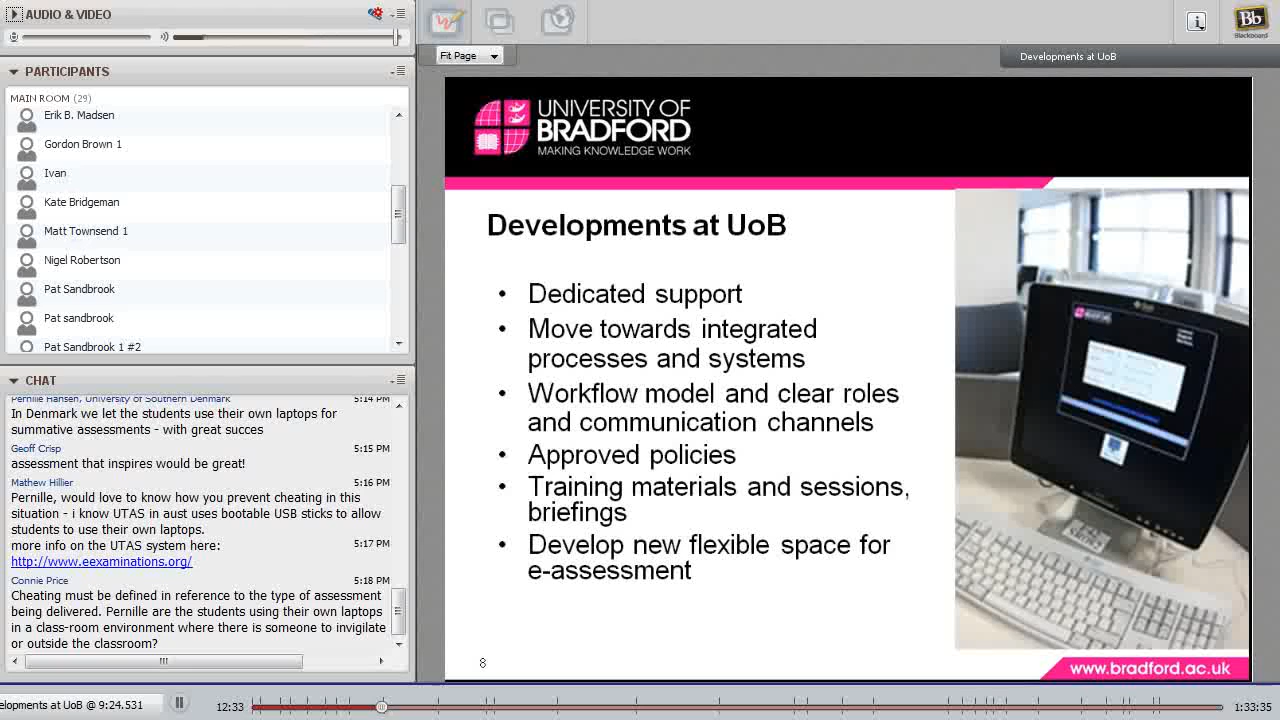 AUDIO & VIDEO
PARTICIPANTS
MAIN ROOM (29)
Erik B. Madsen
Gordon Brown 1
Ivan
Kate Bridgeman
Matt Townsend 1
Nigel Robertson
Pat Sandbrook
Pat sandbrook
Pat Sandbrook 1 #2
CHAT
Pernille Hansen, University of Southern Denmark 5:14 PM
In Denmark we let the students use their own laptops for
summative assessments - with great succes
Geoff Crisp 5:15 PM
assessment that inspires would be great!
Mathew Hillier 5:16 PM
Pernille, would love to know how you prevent cheating in this
situation - i know UTAS in aust uses bootable USB sticks to allow
students to use their own laptops.
more info on the UTAS system here: 5:17 PM
http://www.eexaminations.org/
Connie Price 5:18 PM
Cheating must be defined in reference to the type of assessment
being delivered. Pernille are the students using their own laptops
in a class-room environment where there is someone to invigilate
or outside the classroom?
Fit Page
Bb
Blackboard
Developments at UoB
UNIVERSITY OF
BRADFORD
MAKING KNOWLEDGE WORK
Developments at UoB
• Dedicated support
• Move towards integrated
processes and systems
• Workflow model and clear roles
and communication channels
• Approved policies
• Training materials and sessions,
briefings
• Develop new flexible space for
e-assessment
8
www.bradford.ac.uk
elopments at UoB @ 9:24.531
12:33
1:33:35